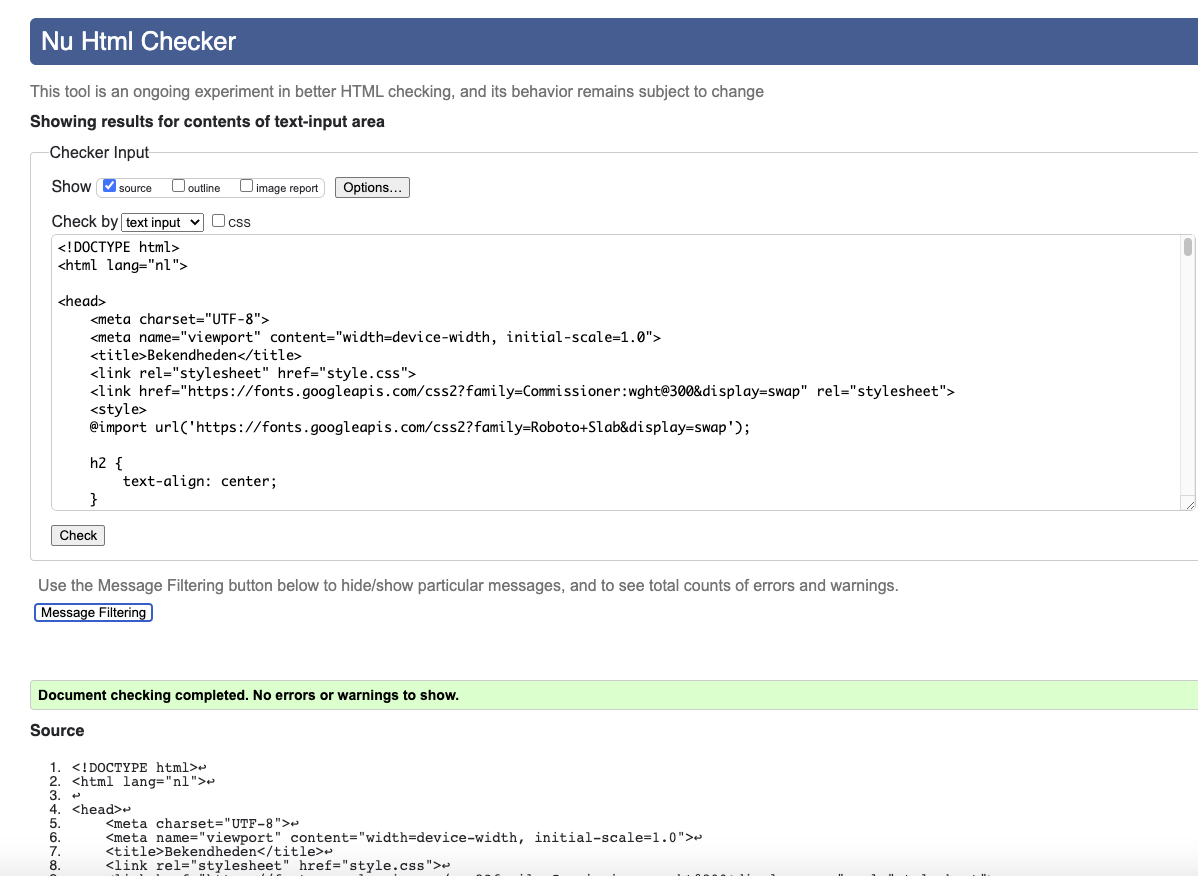 Nu Html Checker
This tool is an ongoing experiment in better HTML checking, and its behavior remains subject to change
Showing results for contents of text-input area
Checker Input
Show source outline image report Options...
Check by text input css
<!DOCTYPE html>
<html lang="nl">
<head>
<meta charset="UTF-8">
<meta name="viewport" content="width=device-width, initial-scale=1.0">
<title>Bekendheden</title>
<link rel="stylesheet" href="style.css">
<link href="https://fonts.googleapis.com/css2?family=Commissioner:wght@300&display=swap" rel="stylesheet">
<style>
@import url('https://fonts.googleapis.com/css2?family=Roboto+Slab&display=swap');
h2 {
text-align: center;
}
Check
Use the Message Filtering button below to hide/show particular messages, and to see total counts of errors and warnings.
Message Filtering
Document checking completed. No errors or warnings to show.
Source
1. <!DOCTYPE html>↩
2. <html lang="nl">↩
3. ↩
4. <head>↩
5. <meta charset="UTF-8">↩
6. <meta name="viewport" content="width=device-width, initial-scale=1.0">↩
7. <title>Bekendheden</title>↩
8. <link rel="stylesheet" href="style.css">↩